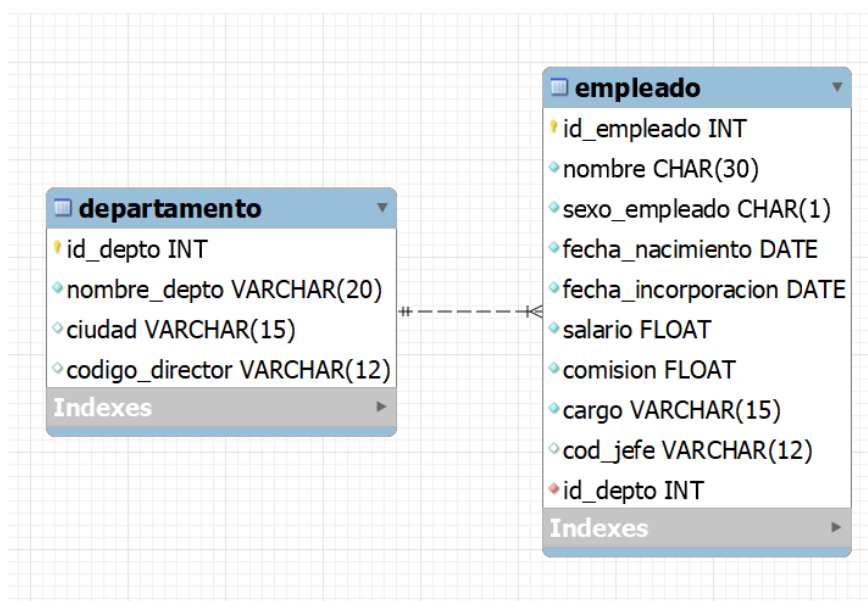 departamento
id_depto INT
nombre_depto VARCHAR(20)
ciudad VARCHAR(15)
codigo_director VARCHAR(12)
Indexes
empleado
id_empleado INT
nombre CHAR(30)
sexo_empleado CHAR(1)
fecha_nacimiento DATE
fecha_incorporacion DATE
salario FLOAT
comision FLOAT
cargo VARCHAR(15)
cod_jefe VARCHAR(12)
id_depto INT
Indexes